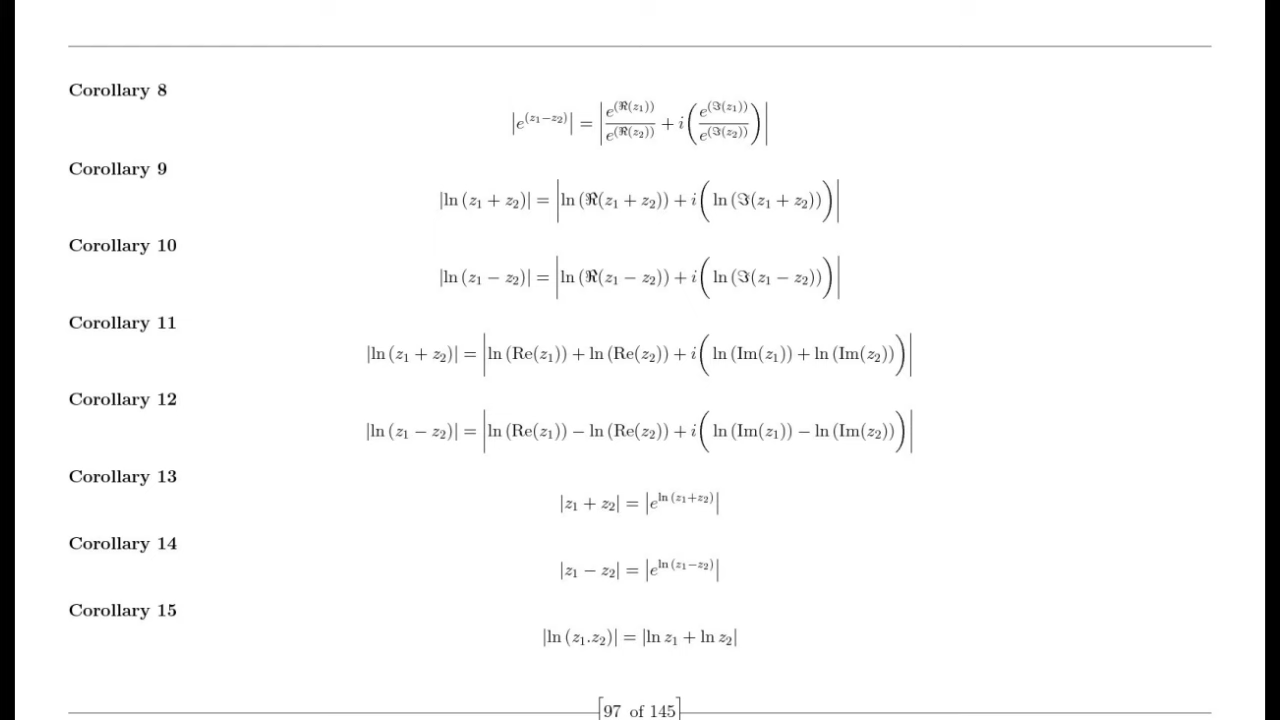 Corollary 8
|e^{(z₁−z₂)}| = |e^{(ℜ(z₁))}/e^{(ℜ(z₂))} + i(e^{(ℑ(z₁))}/e^{(ℑ(z₂))})|
Corollary 9
|ln (z₁ + z₂)| = |ln (ℜ(z₁ + z₂)) + i( ln (ℑ(z₁ + z₂)))|
Corollary 10
|ln (z₁ − z₂)| = |ln (ℜ(z₁ − z₂)) + i( ln (ℑ(z₁ − z₂)))|
Corollary 11
|ln (z₁ + z₂)| = |ln (Re(z₁)) + ln (Re(z₂)) + i( ln (Im(z₁)) + ln (Im(z₂)))|
Corollary 12
|ln (z₁ − z₂)| = |ln (Re(z₁)) − ln (Re(z₂)) + i( ln (Im(z₁)) − ln (Im(z₂)))|
Corollary 13
|z₁ + z₂| = |e^{ln (z₁+z₂)}|
Corollary 14
|z₁ − z₂| = |e^{ln (z₁−z₂)}|
Corollary 15
|ln (z₁.z₂)| = |ln z₁ + ln z₂|
[97 of 145]